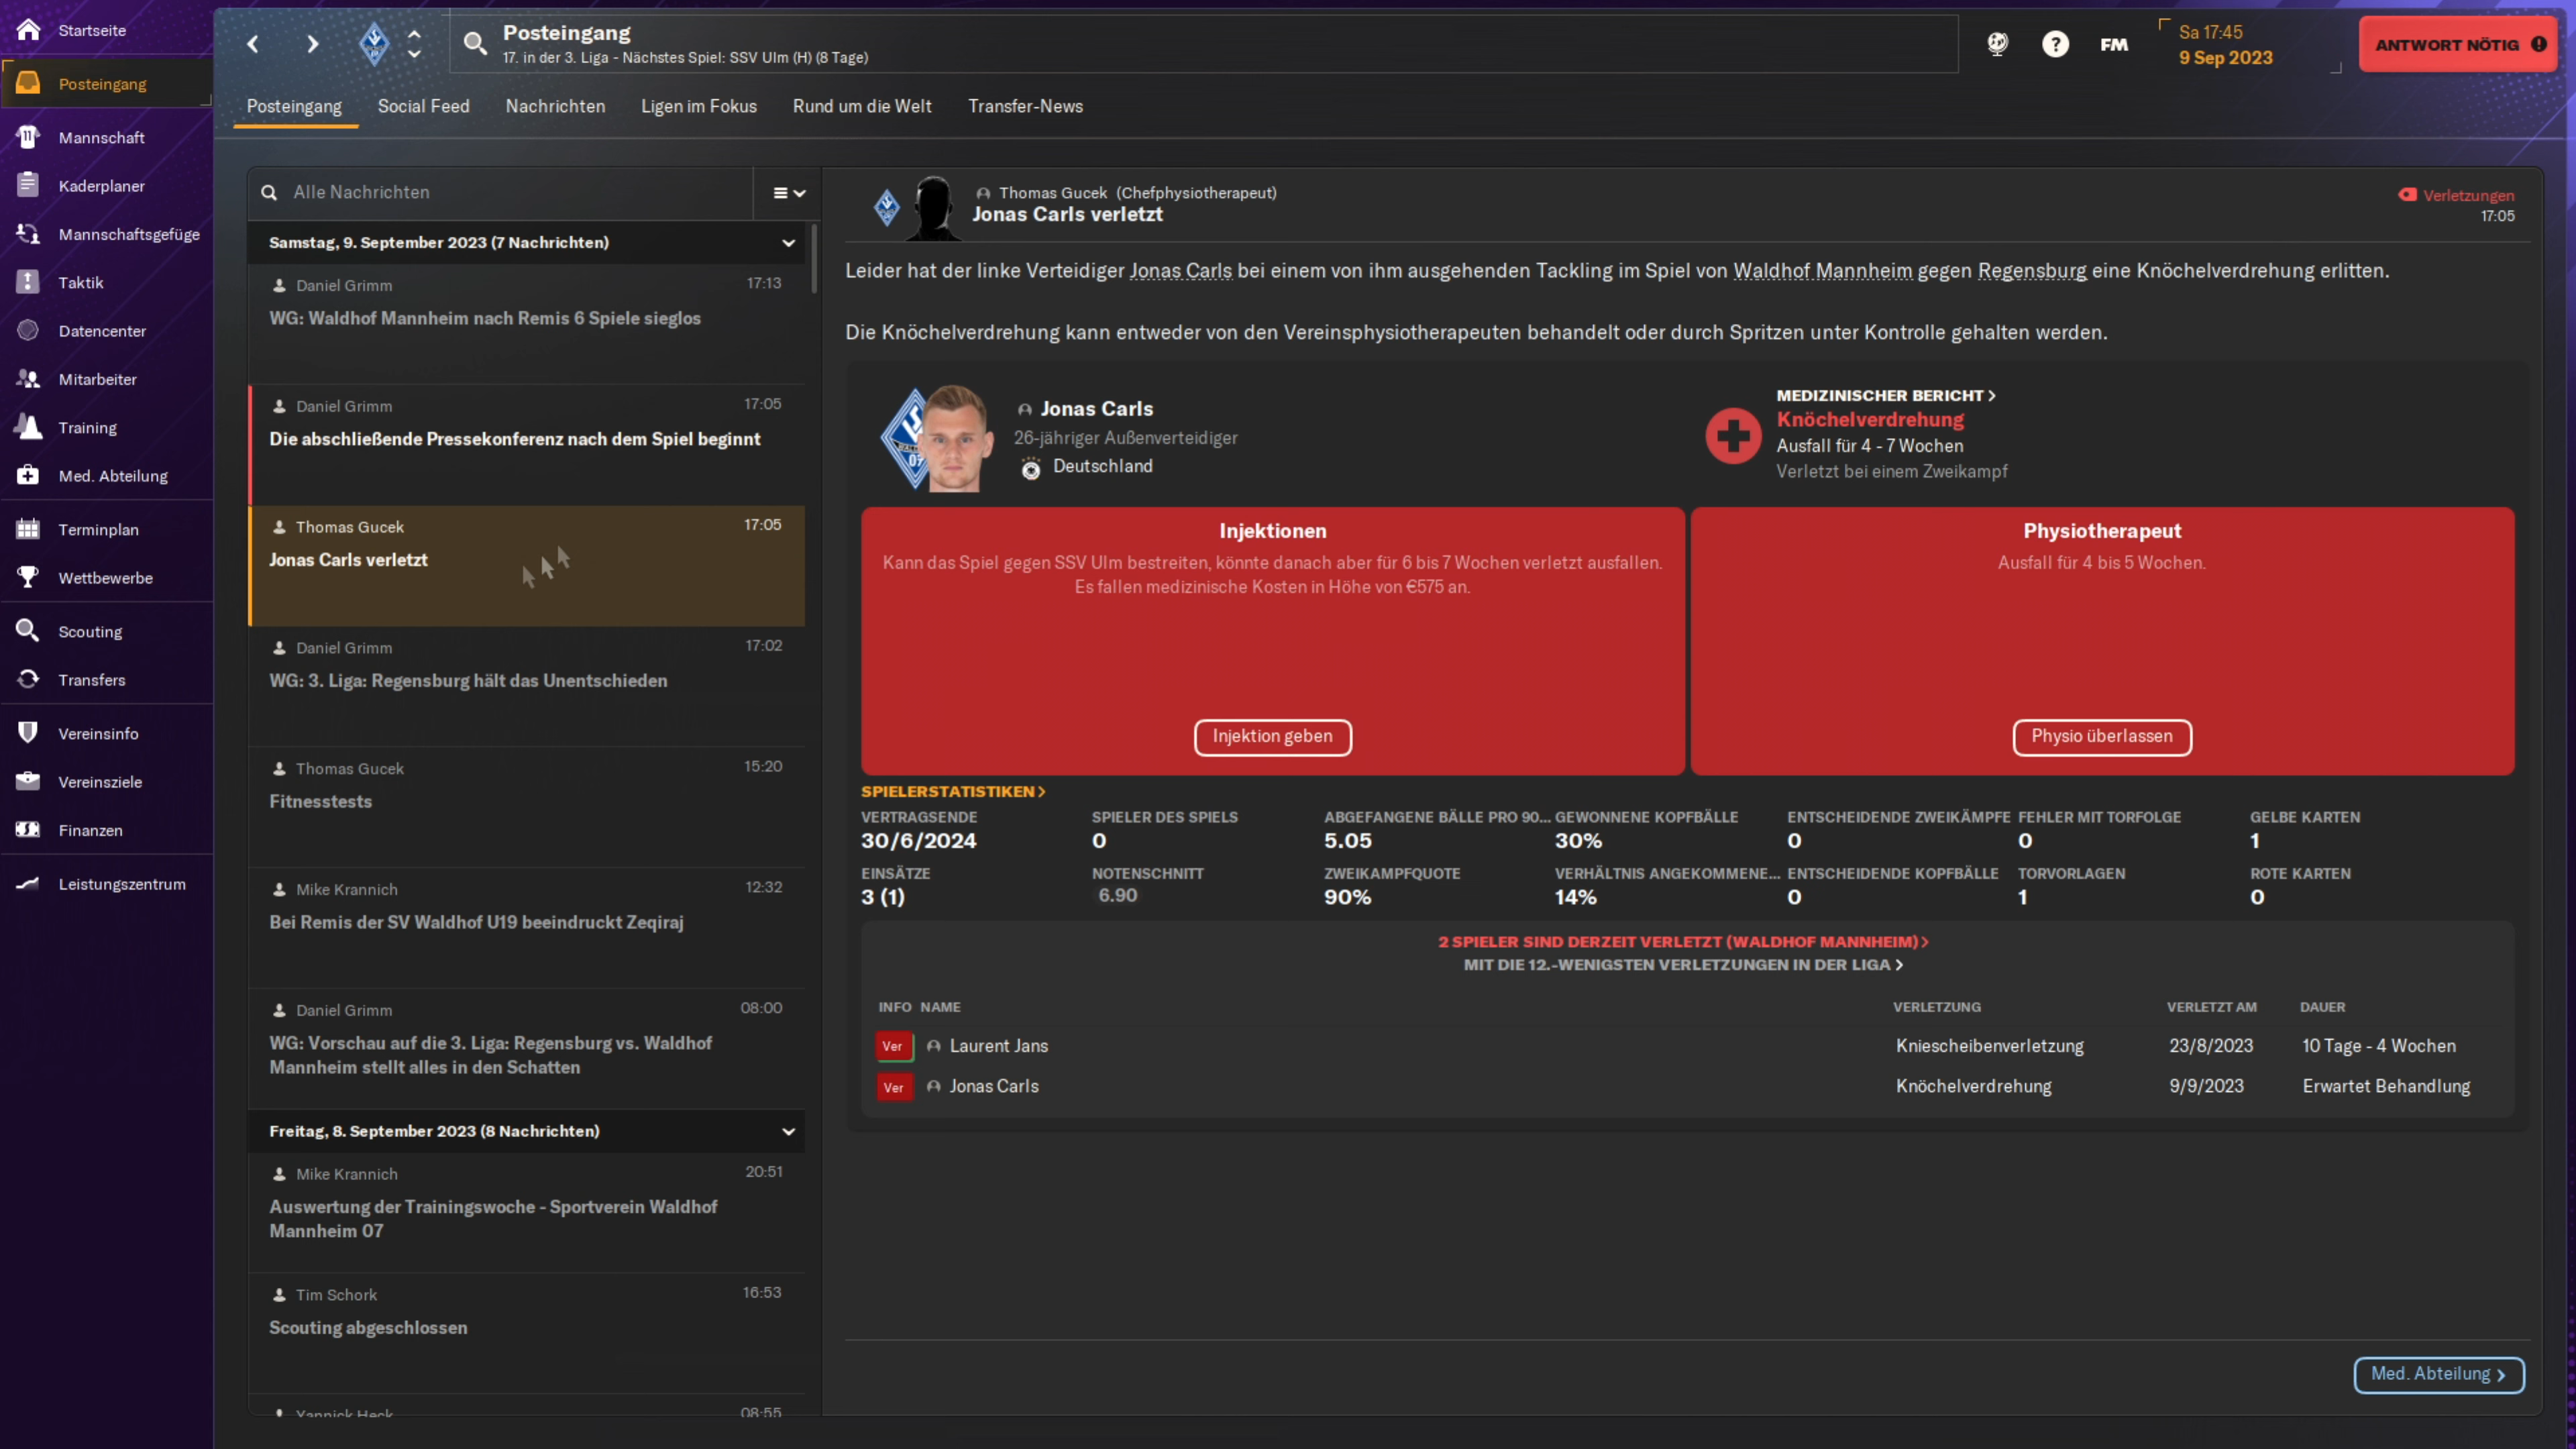 Startseite
Posteingang
Mannschaft
Kaderplaner
Mannschaftsgefüge
Taktik
Datencenter
Mitarbeiter
Training
Med. Abteilung
Terminplan
Wettbewerbe
Scouting
Transfers
Vereinsinfo
Vereinsziele
Finanzen
Leistungszentrum
Posteingang
17. in der 3. Liga - Nächstes Spiel: SSV Ulm (H) (8 Tage)
FM
Sa 17:45
9 Sep 2023
ANTWORT NÖTIG
Posteingang Social Feed Nachrichten Ligen im Fokus Rund um die Welt Transfer-News
Alle Nachrichten
Samstag, 9. September 2023 (7 Nachrichten)
Daniel Grimm 17:13
WG: Waldhof Mannheim nach Remis 6 Spiele sieglos
Daniel Grimm 17:05
Die abschließende Pressekonferenz nach dem Spiel beginnt
Thomas Gucek 17:05
Jonas Carls verletzt
Daniel Grimm 17:02
WG: 3. Liga: Regensburg hält das Unentschieden
Thomas Gucek 15:20
Fitnesstests
Mike Krannich 12:32
Bei Remis der SV Waldhof U19 beeindruckt Zeqiraj
Daniel Grimm 08:00
WG: Vorschau auf die 3. Liga: Regensburg vs. Waldhof
Mannheim stellt alles in den Schatten
Freitag, 8. September 2023 (8 Nachrichten)
Mike Krannich 20:51
Auswertung der Trainingswoche - Sportverein Waldhof
Mannheim 07
Tim Schork 16:53
Scouting abgeschlossen
Yannick Heck 08:55
Thomas Gucek (Chefphysiotherapeut)
Jonas Carls verletzt
Verletzungen
17:05
Leider hat der linke Verteidiger Jonas Carls bei einem von ihm ausgehenden Tackling im Spiel von Waldhof Mannheim gegen Regensburg eine Knöchelverdrehung erlitten.
Die Knöchelverdrehung kann entweder von den Vereinsphysiotherapeuten behandelt oder durch Spritzen unter Kontrolle gehalten werden.
Jonas Carls
26-jähriger Außenverteidiger
Deutschland
MEDIZINISCHER BERICHT
Knöchelverdrehung
Ausfall für 4 - 7 Wochen
Verletzt bei einem Zweikampf
Injektionen
Kann das Spiel gegen SSV Ulm bestreiten, könnte danach aber für 6 bis 7 Wochen verletzt ausfallen.
Es fallen medizinische Kosten in Höhe von €575 an.
Injektion geben
Physiotherapeut
Ausfall für 4 bis 5 Wochen.
Physio überlassen
SPIELERSTATISTIKEN
VERTRAGSENDE SPIELER DES SPIELS ABGEFANGENE BÄLLE PRO 90... GEWONNENE KOPFBÄLLE ENTSCHEIDENDE ZWEIKÄMPFE FEHLER MIT TORFOLGE GELBE KARTEN
30/6/2024 0 5.05 30% 0 0 1
EINSÄTZE NOTENSCHNITT ZWEIKAMPFQUOTE VERHÄLTNIS ANGEKOMMENE... ENTSCHEIDENDE KOPFBÄLLE TORVORLAGEN ROTE KARTEN
3 (1) 6.90 90% 14% 0 1 0
2 SPIELER SIND DERZEIT VERLETZT (WALDHOF MANNHEIM)
MIT DIE 12.-WENIGSTEN VERLETZUNGEN IN DER LIGA
INFO NAME VERLETZUNG VERLETZT AM DAUER
Ver Laurent Jans Kniescheibenverletzung 23/8/2023 10 Tage - 4 Wochen
Ver Jonas Carls Knöchelverdrehung 9/9/2023 Erwartet Behandlung
Med. Abteilung